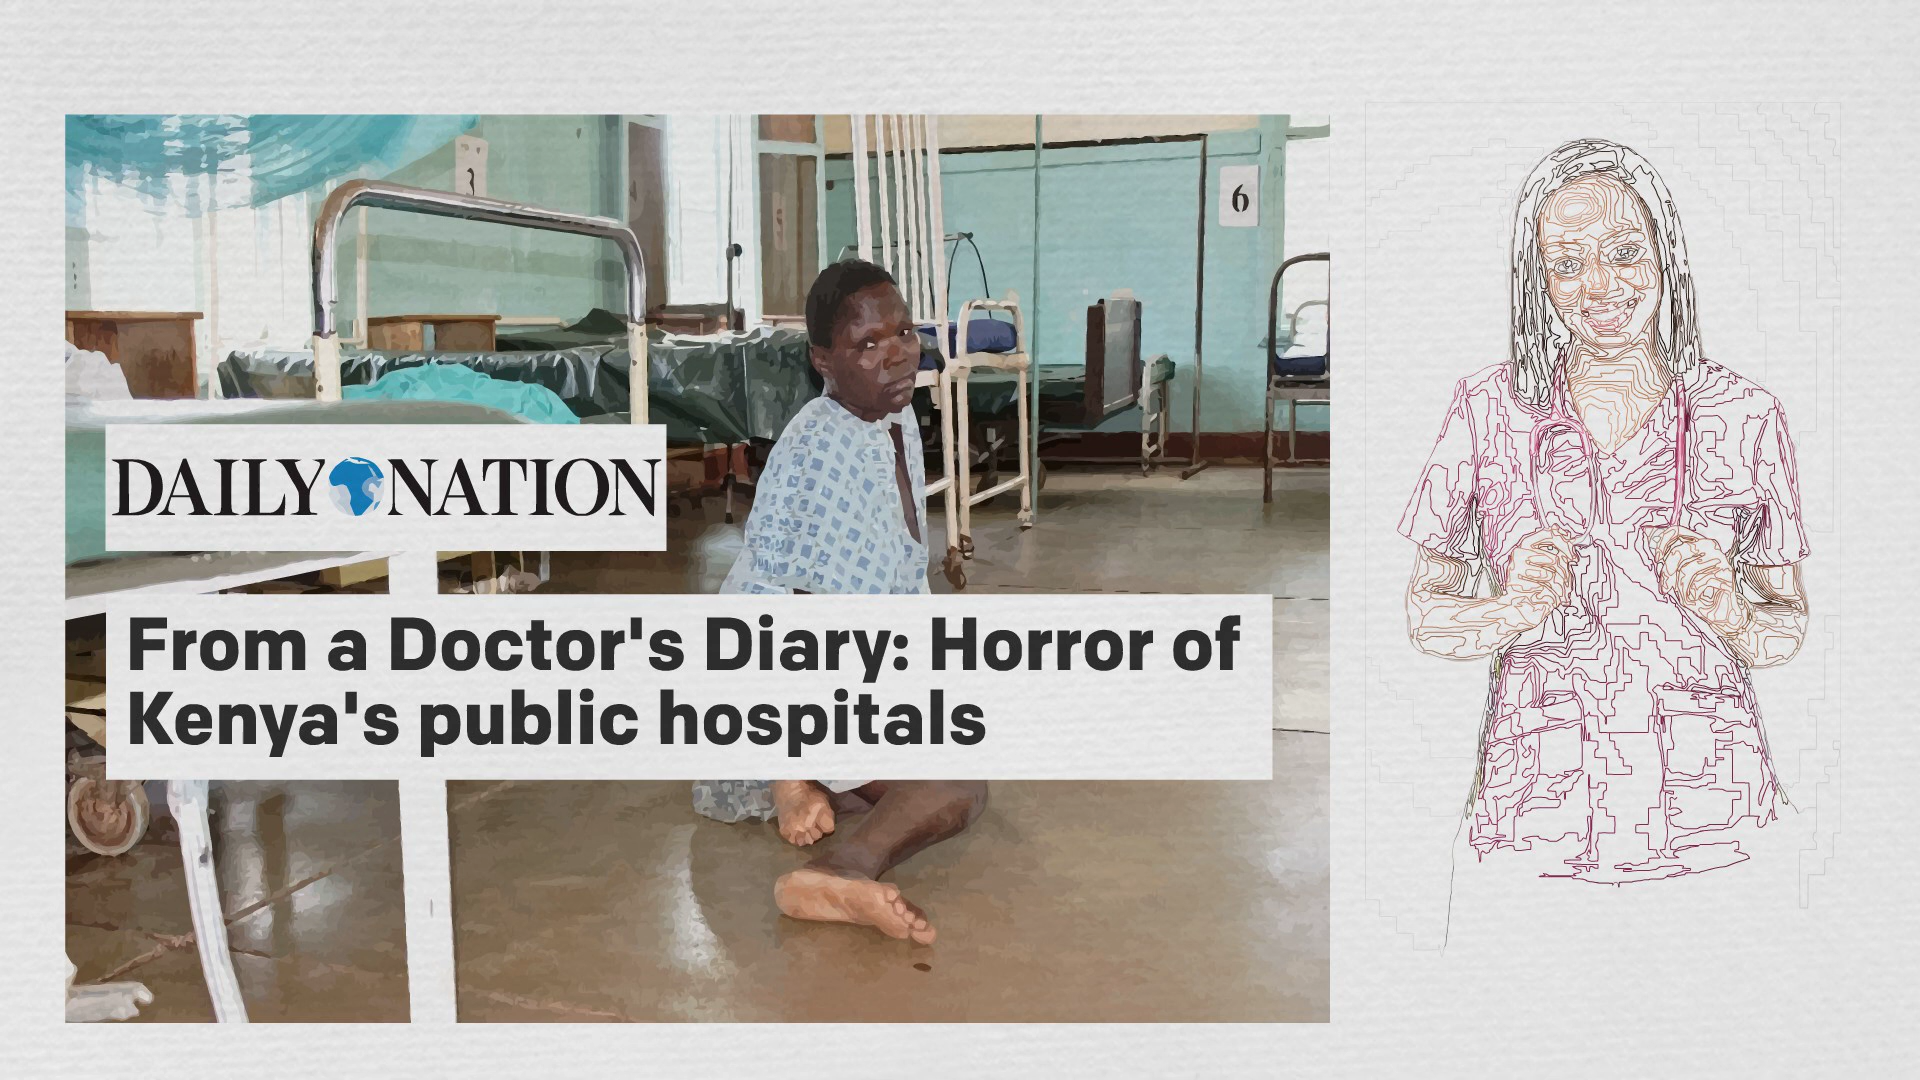 3
6
DAILY NATION
From a Doctor's Diary: Horror of
Kenya's public hospitals